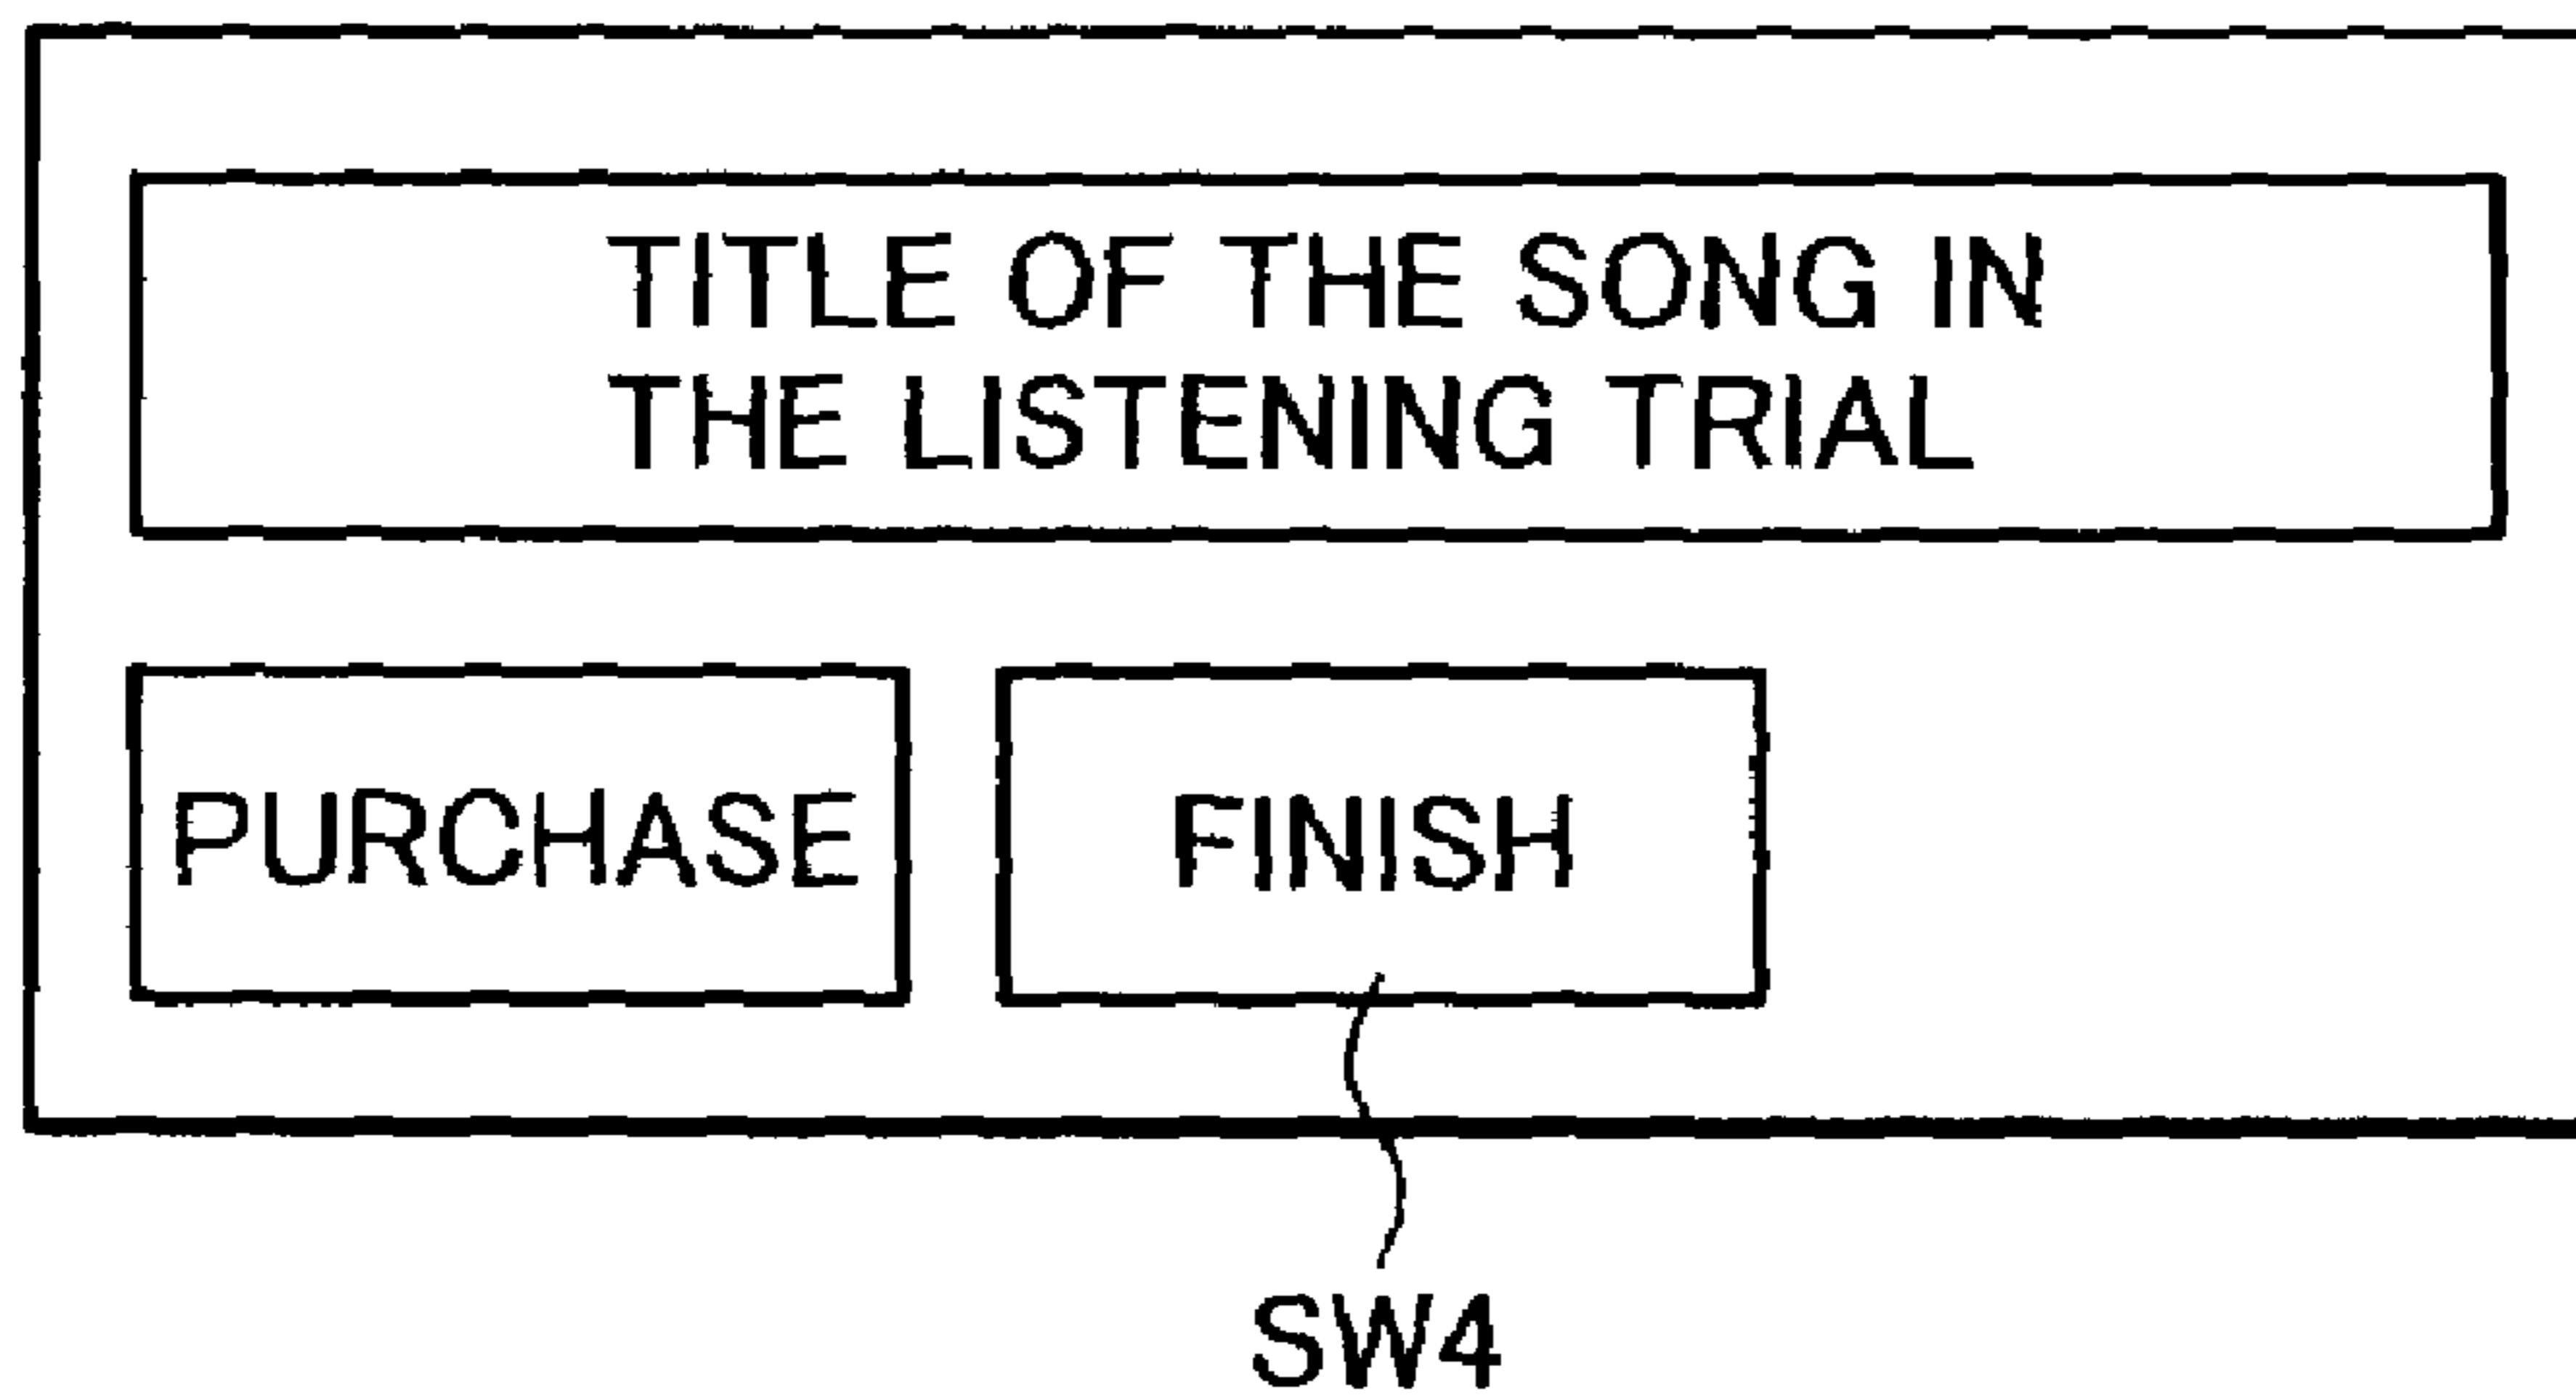 TITLE OF THE SONG IN
THE LISTENING TRIAL
PURCHASE
FINISH
SW4